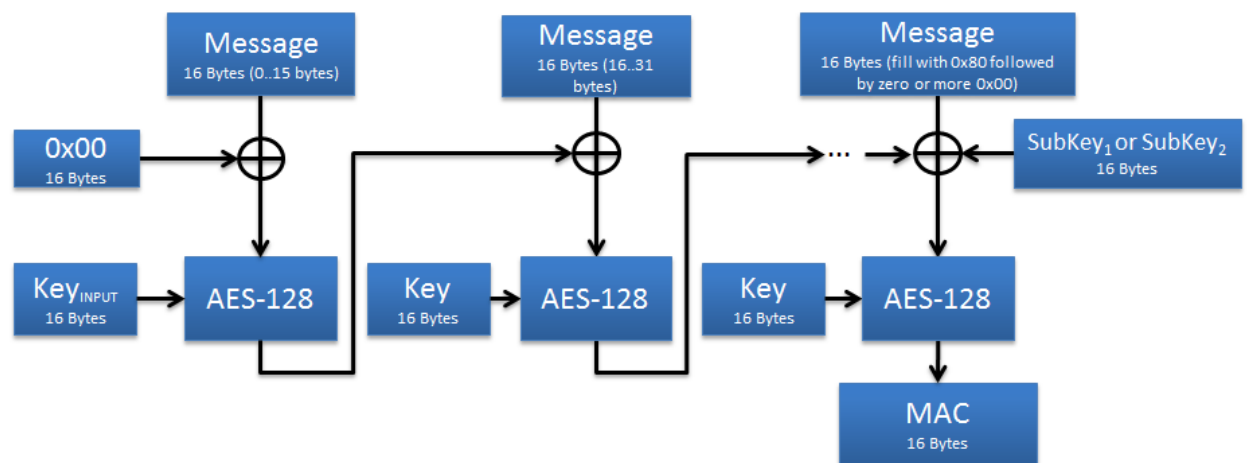 Message
16 Bytes (0..15 bytes)
Message
16 Bytes (16..31
bytes)
Message
16 Bytes (fill with 0x80 followed
by zero or more 0x00)
0x00
16 Bytes
...
SubKey₁ or SubKey₂
16 Bytes
Key INPUT
16 Bytes
AES-128
Key
16 Bytes
AES-128
Key
16 Bytes
AES-128
MAC
16 Bytes